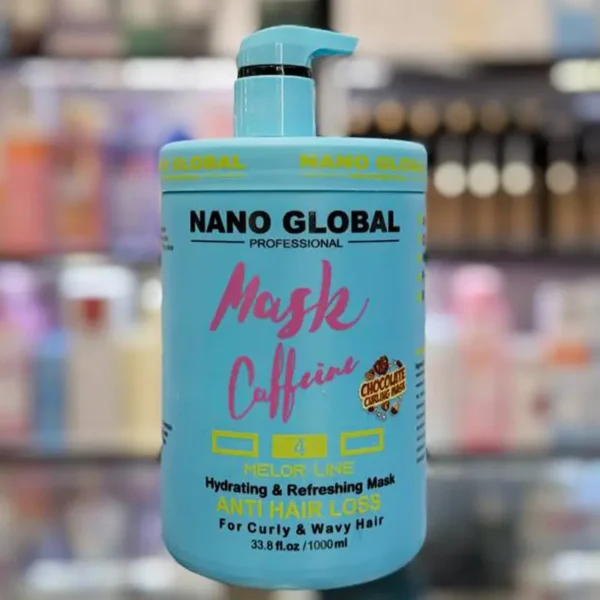 NANO GLOBAL NANO GLOBAL
NANO GLOBAL
PROFESSIONAL
Mask
Caffeine
CHOCOLATE
CURLING MASK
4
MELOR LINE
Hydrating & Refreshing Mask
ANTI HAIR LOSS
For Curly & Wavy Hair
33.8 fl.oz / 1000ml